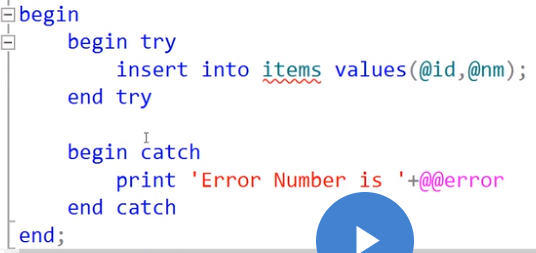 begin
begin try
insert into items values(@id,@nm);
end try
begin catch
print 'Error Number is '+@@error
end catch
end;